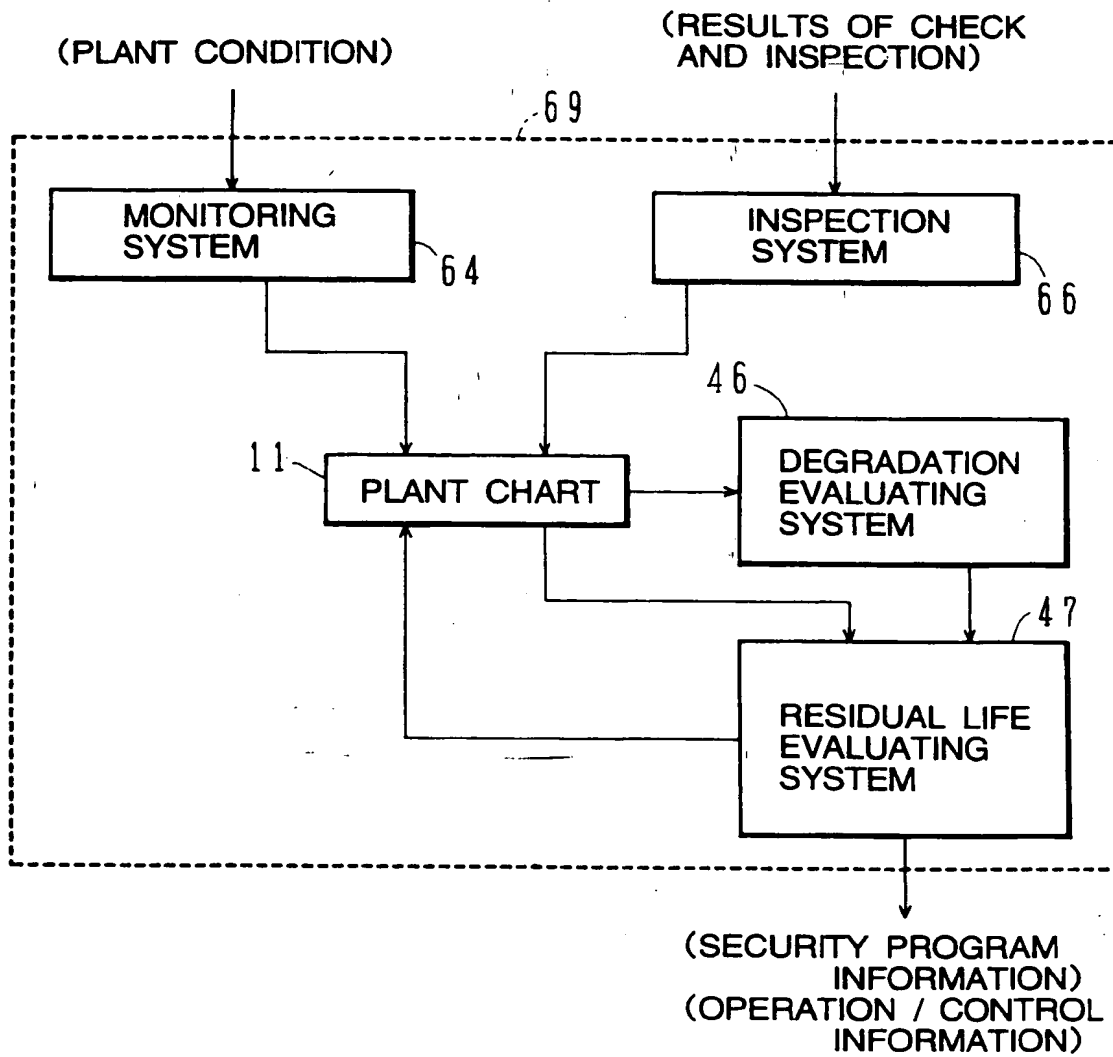 (PLANT CONDITION)
(RESULTS OF CHECK
AND INSPECTION)
69
MONITORING
SYSTEM
64
INSPECTION
SYSTEM
66
46
11
PLANT CHART
DEGRADATION
EVALUATING
SYSTEM
47
RESIDUAL LIFE
EVALUATING
SYSTEM
(SECURITY PROGRAM
INFORMATION)
(OPERATION / CONTROL
INFORMATION)